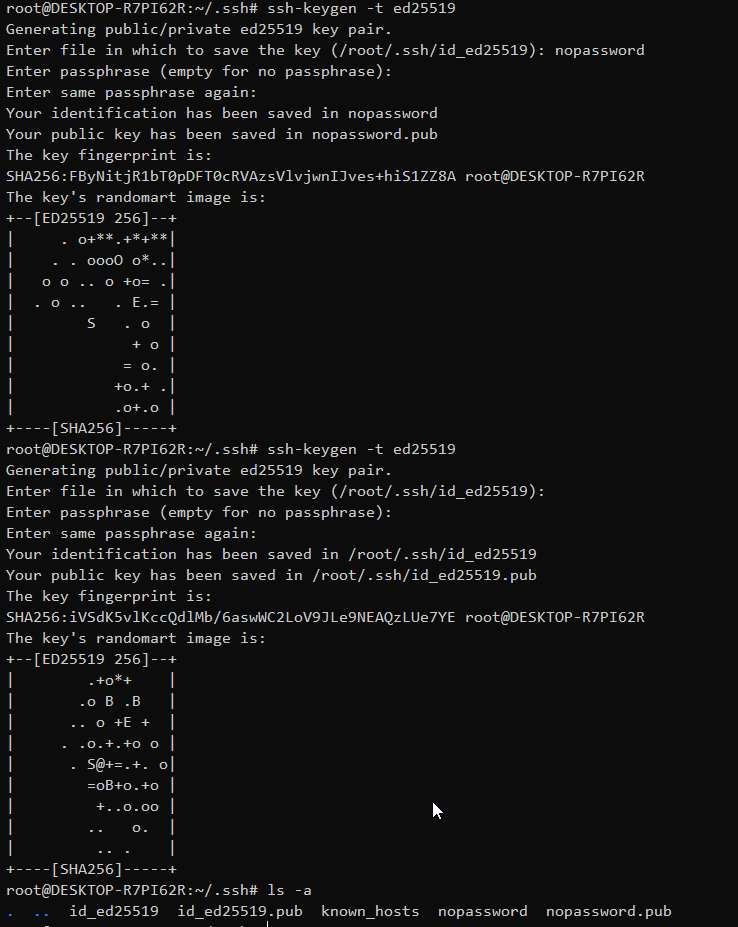 root@DESKTOP-R7PI62R:~/.ssh# ssh-keygen -t ed25519
Generating public/private ed25519 key pair.
Enter file in which to save the key (/root/.ssh/id_ed25519): nopassword
Enter passphrase (empty for no passphrase):
Enter same passphrase again:
Your identification has been saved in nopassword
Your public key has been saved in nopassword.pub
The key fingerprint is:
SHA256:FByNitjR1bT0pDFT0cRVAzsVlvjwnIJves+hiS1ZZ8A root@DESKTOP-R7PI62R
The key's randomart image is:
+--[ED25519 256]--+
|      . o+**.+*+**|
|     . . oooO o*..|
|    o o .. o +o= .|
|   . o ..   . E.= |
|         S   . o  |
|              + o |
|             = o. |
|            +o.+ .|
|            .o+.o |
+----[SHA256]-----+
root@DESKTOP-R7PI62R:~/.ssh# ssh-keygen -t ed25519
Generating public/private ed25519 key pair.
Enter file in which to save the key (/root/.ssh/id_ed25519):
Enter passphrase (empty for no passphrase):
Enter same passphrase again:
Your identification has been saved in /root/.ssh/id_ed25519
Your public key has been saved in /root/.ssh/id_ed25519.pub
The key fingerprint is:
SHA256:iVSdK5vlKccQdlMb/6aswWC2LoV9JLe9NEAQzLUe7YE root@DESKTOP-R7PI62R
The key's randomart image is:
+--[ED25519 256]--+
|         .+o*+    |
|        .o B .B   |
|       .. o +E +  |
|      . .o.+.+o o |
|       . S@+=.+. o|
|         =oB+o.+o |
|          +..o.oo |
|         ..   o.  |
|          .. .    |
+----[SHA256]-----+
root@DESKTOP-R7PI62R:~/.ssh# ls -a
.  ..  id_ed25519  id_ed25519.pub  known_hosts  nopassword  nopassword.pub